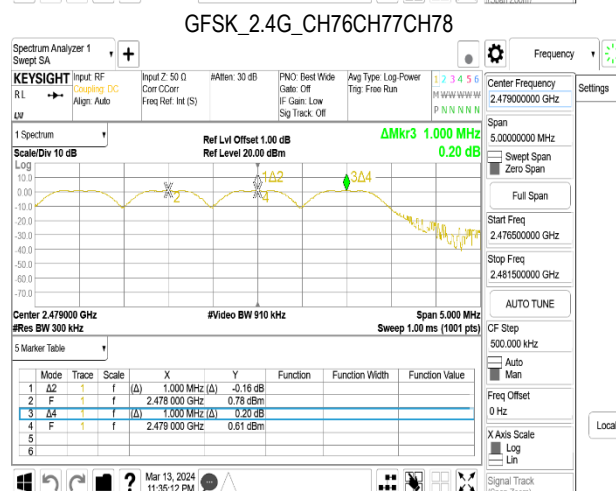 GFSK_2.4G_CH76CH77CH78
Spectrum Analyzer 1
Swept SA
Frequency
KEYSIGHT
RL
Input: RF
Coupling: DC
Align: Auto
Input Z: 50 Ω
Corr CCorr
Freq Ref: Int (S)
#Atten: 30 dB
PNO: Best Wide
Gate: Off
IF Gain: Low
Sig Track: Off
Avg Type: Log-Power
Trig: Free Run
1 2 3 4 5 6
M W W W W W
P N N N N N
Center Frequency
2.479000000 GHz
Settings
1 Spectrum
Scale/Div 10 dB
Log
Ref Lvl Offset 1.00 dB
Ref Level 20.00 dBm
ΔMkr3 1.000 MHz
0.20 dB
Span
5.00000000 MHz
Swept Span
Zero Span
Full Span
Start Freq
2.476500000 GHz
Stop Freq
2.481500000 GHz
AUTO TUNE
CF Step
500.000 kHz
Auto
Man
Freq Offset
0 Hz
X Axis Scale
Log
Lin
Signal Track
Local
10.0
0.00
-10.0
-20.0
-30.0
-40.0
-50.0
-60.0
-70.0
1Δ2
3Δ4
2
4
Center 2.479000 GHz
#Res BW 300 kHz
#Video BW 910 kHz
Span 5.000 MHz
Sweep 1.00 ms (1001 pts)
5 Marker Table
Mode Trace Scale X Y Function Function Width Function Value
1 Δ2 1 f (Δ) 1.000 MHz (Δ) -0.16 dB
2 F 1 f 2.478 000 GHz 0.78 dBm
3 Δ4 1 f (Δ) 1.000 MHz (Δ) 0.20 dB
4 F 1 f 2.479 000 GHz 0.61 dBm
5
6
?
Mar 13, 2024
11:35:12 PM